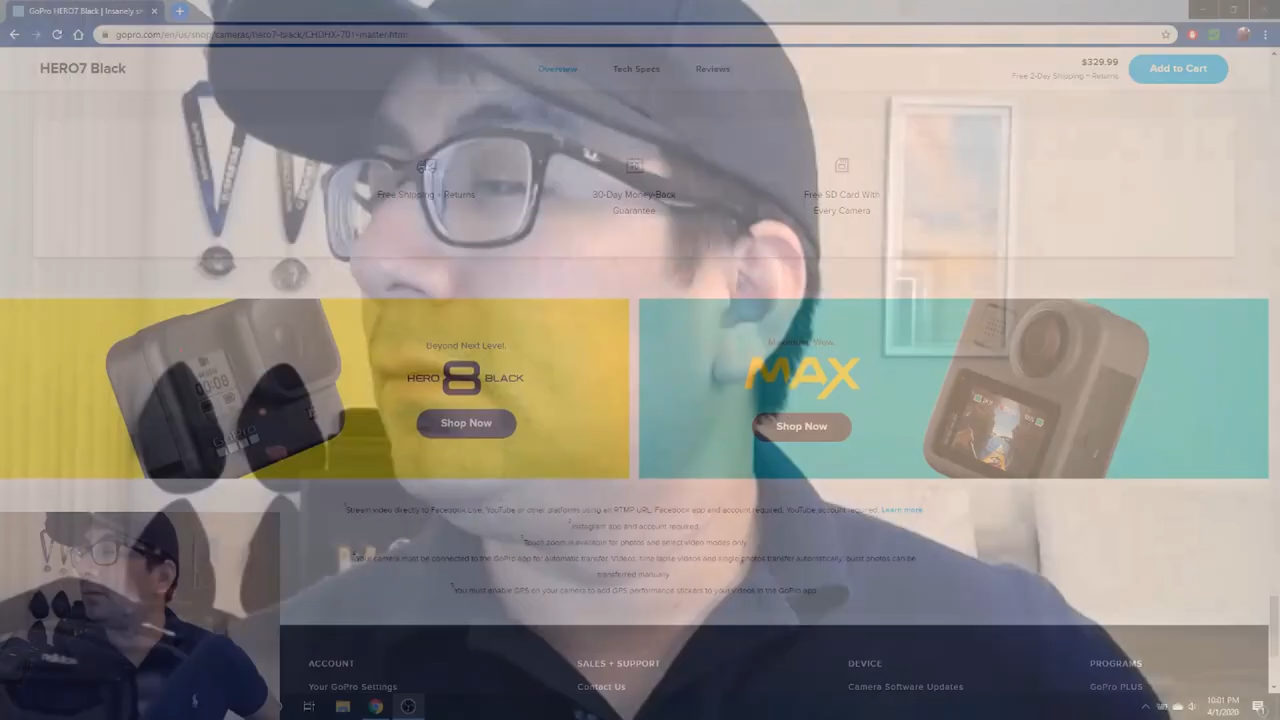 GoPro HERO7 Black | Insanely s
gopro.com/en/us/shop/cameras/hero7-black/CHDHX-701-master.html
HERO7 Black
Overview
Tech Specs
Reviews
$329.99
Free 2-Day Shipping + Returns
Add to Cart
Free Shipping + Returns
30-Day Money-Back
Guarantee
Free SD Card With
Every Camera
Beyond Next Level.
HERO 8 BLACK
Shop Now
00:08
GoPro
MAX
Shop Now
Stream video directly to Facebook Live, YouTube or other platforms using an RTMP URL. Facebook app and account required. YouTube account required. Learn more
Instagram app and account required.
Touch zoom is available for photos and select video modes only.
Your camera must be connected to the GoPro app for automatic transfer. Videos, time lapse videos and single photos transfer automatically; burst photos can be
transferred manually.
You must enable GPS on your camera to add GPS performance stickers to your videos in the GoPro app.
ACCOUNT
SALES + SUPPORT
DEVICE
PROGRAMS
Your GoPro Settings
Contact Us
Camera Software Updates
GoPro PLUS
10:01 PM
4/1/2020